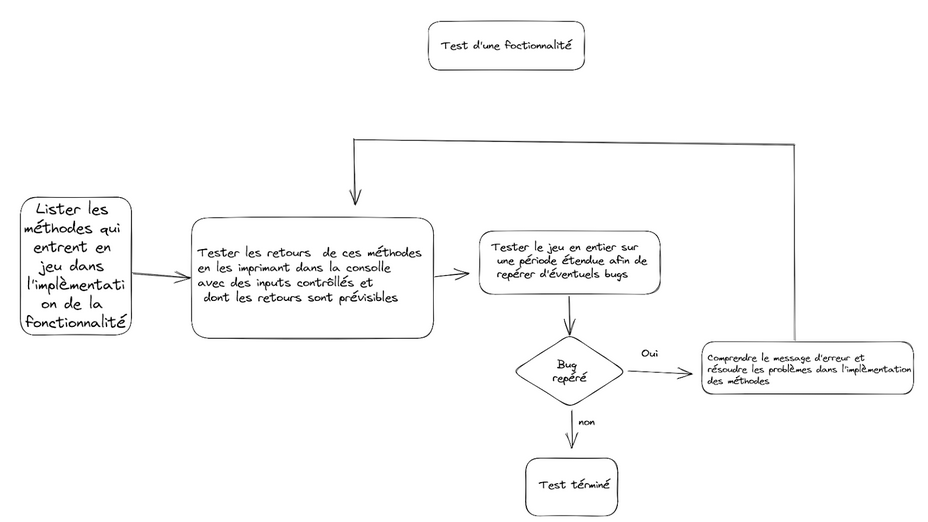 Test d'une foctionnalité
Lister les
méthodes qui
entrent en
jeu dans
l'implèmentati
on de la
fonctionnalité
Tester les retours de ces méthodes
en les imprimant dans la consolle
avec des inputs contrôllés et
dont les retours sont prévisibles
Tester le jeu en entier sur
une période étendue afin de
repérer d'éventuels bugs
Bug
repéré
Oui
Comprendre le message d'erreur et
résoudre les problèmes dans l'implèmentation
des méthodes
non
Test términé